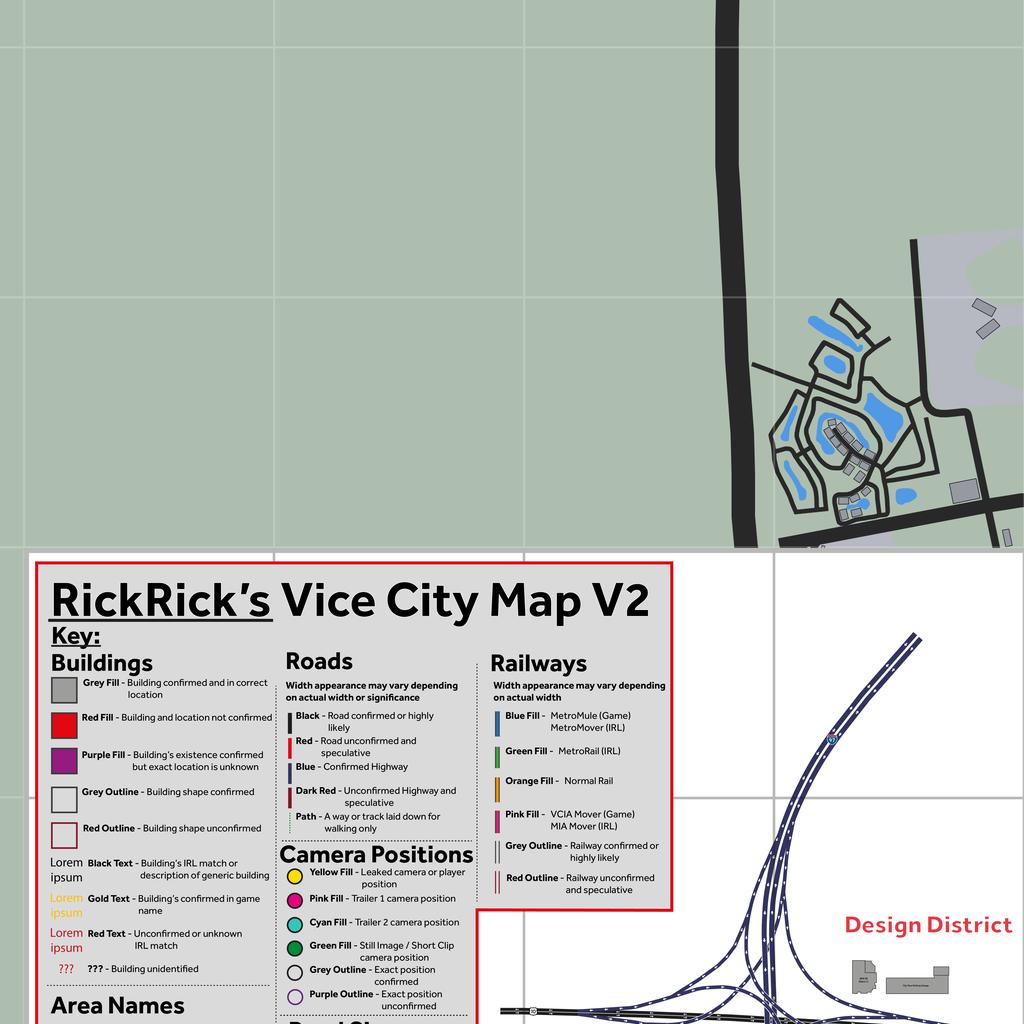 RickRick's Vice City Map V2
Key:
Buildings
Grey Fill - Building confirmed and in correct
location
Red Fill - Building and location not confirmed
Purple Fill - Building's existence confirmed
but exact location is unknown
Grey Outline - Building shape confirmed
Red Outline - Building shape unconfirmed
Lorem
ipsum
Black Text - Building's IRL match or
description of generic building
Lorem
ipsum
Gold Text - Building's confirmed in game
name
Lorem
ipsum
Red Text - Unconfirmed or unknown
IRL match
???
??? - Building unidentified
Area Names
Roads
Width appearance may vary depending
on actual width or significance
Black - Road confirmed or highly
likely
Red - Road unconfirmed and
speculative
Blue - Confirmed Highway
Dark Red - Unconfirmed Highway and
speculative
Path - A way or track laid down for
walking only
Camera Positions
Yellow Fill - Leaked camera or player
position
Pink Fill - Trailer 1 camera position
Cyan Fill - Trailer 2 camera position
Green Fill - Still Image / Short Clip
camera position
Grey Outline - Exact position
confirmed
Purple Outline - Exact position
unconfirmed
Railways
Width appearance may vary depending
on actual width
Blue Fill - MetroMule (Game)
MetroMover (IRL)
Green Fill - MetroRail (IRL)
Orange Fill - Normal Rail
Pink Fill - VCIA Mover (Game)
MIA Mover (IRL)
Grey Outline - Railway confirmed or
highly likely
Red Outline - Railway unconfirmed
and speculative
Design District